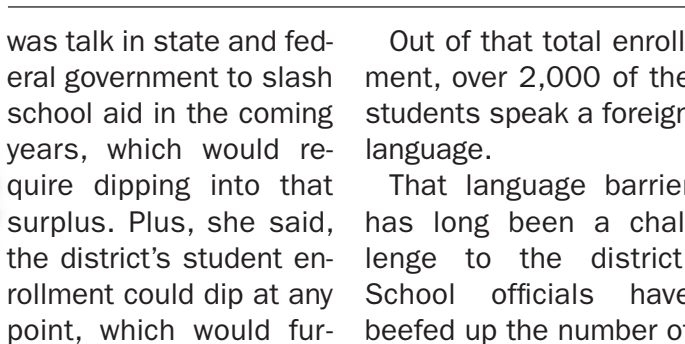 was talk in state and fed-
eral government to slash
school aid in the coming
years, which would re-
quire dipping into that
surplus. Plus, she said,
the district’s student en-
rollment could dip at any
point, which would fur-
Out of that total enroll
ment, over 2,000 of the
students speak a foreign
language.
That language barrier
has long been a chal
lenge to the district
School officials have
beefed up the number of